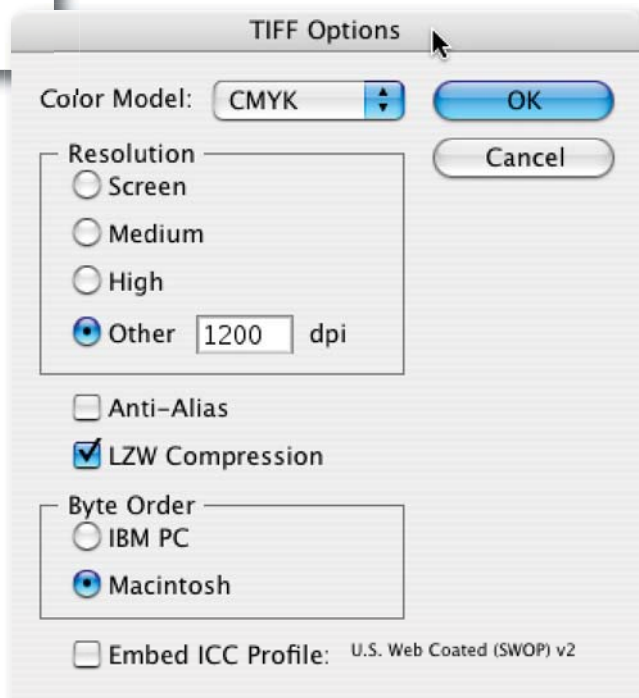 TIFF Options
Color Model: CMYK OK
Cancel
Resolution
Screen
Medium
High
Other 1200 dpi
Anti-Alias
LZW Compression
Byte Order
IBM PC
Macintosh
Embed ICC Profile: U.S. Web Coated (SWOP) v2